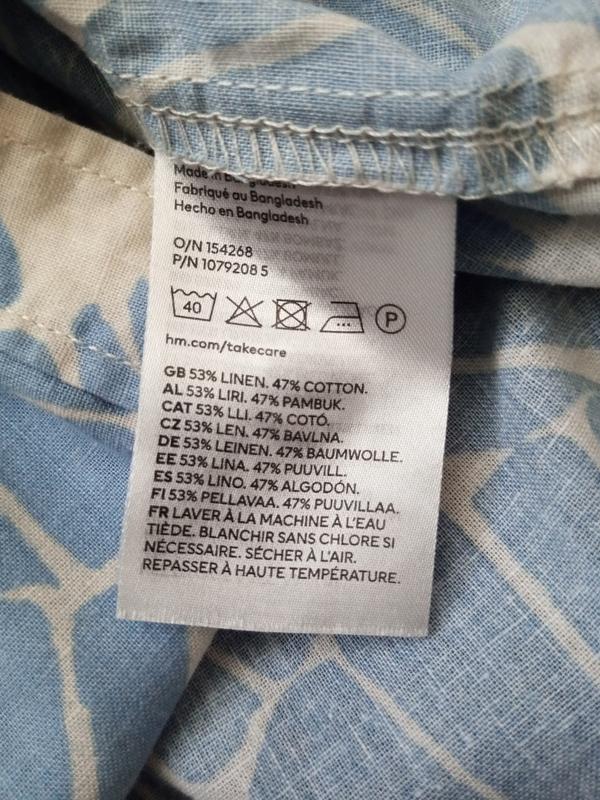 Made in Bangladesh
Fabriqué au Bangladesh
Hecho en Bangladesh
O/N 154268
P/N 1079208 5
40 P
hm.com/takecare
GB 53% LINEN. 47% COTTON.
AL 53% LIRI. 47% PAMBUK.
CAT 53% LLI. 47% COTÓ.
CZ 53% LEN. 47% BAVLNA.
DE 53% LEINEN. 47% BAUMWOLLE.
EE 53% LINA. 47% PUUVILL.
ES 53% LINO. 47% ALGODÓN.
FI 53% PELLAVAA. 47% PUUVILLAA.
FR LAVER À LA MACHINE À L'EAU
TIÈDE. BLANCHIR SANS CHLORE SI
NÉCESSAIRE. SÉCHER À L'AIR.
REPASSER À HAUTE TEMPÉRATURE.